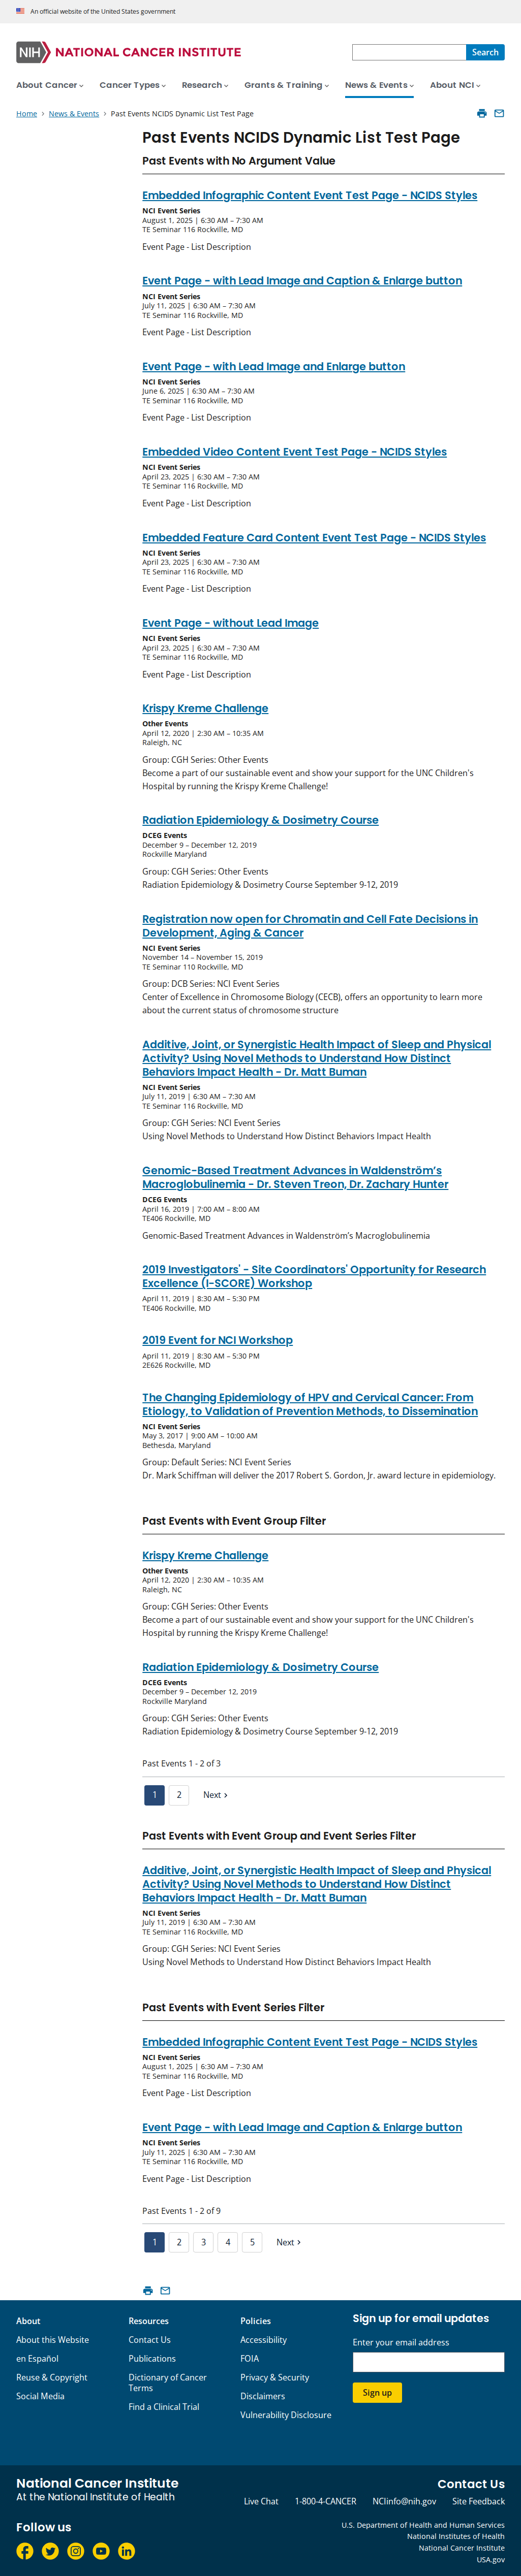 An official website of the United States government
NIH NATIONAL CANCER INSTITUTE
Search
About Cancer
Cancer Types
Research
Grants & Training
News & Events
About NCI
Home › News & Events › Past Events NCIDS Dynamic List Test Page
Past Events NCIDS Dynamic List Test Page
Past Events with No Argument Value
Embedded Infographic Content Event Test Page - NCIDS Styles
NCI Event Series
August 1, 2025 | 6:30 AM – 7:30 AM
TE Seminar 116 Rockville, MD
Event Page - List Description
Event Page - with Lead Image and Caption & Enlarge button
NCI Event Series
July 11, 2025 | 6:30 AM – 7:30 AM
TE Seminar 116 Rockville, MD
Event Page - List Description
Event Page - with Lead Image and Enlarge button
NCI Event Series
June 6, 2025 | 6:30 AM – 7:30 AM
TE Seminar 116 Rockville, MD
Event Page - List Description
Embedded Video Content Event Test Page - NCIDS Styles
NCI Event Series
April 23, 2025 | 6:30 AM – 7:30 AM
TE Seminar 116 Rockville, MD
Event Page - List Description
Embedded Feature Card Content Event Test Page - NCIDS Styles
NCI Event Series
April 23, 2025 | 6:30 AM – 7:30 AM
TE Seminar 116 Rockville, MD
Event Page - List Description
Event Page - without Lead Image
NCI Event Series
April 23, 2025 | 6:30 AM – 7:30 AM
TE Seminar 116 Rockville, MD
Event Page - List Description
Krispy Kreme Challenge
Other Events
April 12, 2020 | 2:30 AM – 10:35 AM
Raleigh, NC
Group: CGH Series: Other Events
Become a part of our sustainable event and show your support for the UNC Children's
Hospital by running the Krispy Kreme Challenge!
Radiation Epidemiology & Dosimetry Course
DCEG Events
December 9 – December 12, 2019
Rockville Maryland
Group: CGH Series: Other Events
Radiation Epidemiology & Dosimetry Course September 9-12, 2019
Registration now open for Chromatin and Cell Fate Decisions in
Development, Aging & Cancer
NCI Event Series
November 14 – November 15, 2019
TE Seminar 110 Rockville, MD
Group: DCB Series: NCI Event Series
Center of Excellence in Chromosome Biology (CECB), offers an opportunity to learn more
about the current status of chromosome structure
Additive, Joint, or Synergistic Health Impact of Sleep and Physical
Activity? Using Novel Methods to Understand How Distinct
Behaviors Impact Health - Dr. Matt Buman
NCI Event Series
July 11, 2019 | 6:30 AM – 7:30 AM
TE Seminar 116 Rockville, MD
Group: CGH Series: NCI Event Series
Using Novel Methods to Understand How Distinct Behaviors Impact Health
Genomic-Based Treatment Advances in Waldenström's
Macroglobulinemia - Dr. Steven Treon, Dr. Zachary Hunter
DCEG Events
April 16, 2019 | 7:00 AM – 8:00 AM
TE406 Rockville, MD
Genomic-Based Treatment Advances in Waldenström's Macroglobulinemia
2019 Investigators' - Site Coordinators' Opportunity for Research
Excellence (I-SCORE) Workshop
April 11, 2019 | 8:30 AM – 5:30 PM
TE406 Rockville, MD
2019 Event for NCI Workshop
April 11, 2019 | 8:30 AM – 5:30 PM
2E626 Rockville, MD
The Changing Epidemiology of HPV and Cervical Cancer: From
Etiology, to Validation of Prevention Methods, to Dissemination
NCI Event Series
May 3, 2017 | 9:00 AM – 10:00 AM
Bethesda, Maryland
Group: Default Series: NCI Event Series
Dr. Mark Schiffman will deliver the 2017 Robert S. Gordon, Jr. award lecture in epidemiology.
Past Events with Event Group Filter
Krispy Kreme Challenge
Other Events
April 12, 2020 | 2:30 AM – 10:35 AM
Raleigh, NC
Group: CGH Series: Other Events
Become a part of our sustainable event and show your support for the UNC Children's
Hospital by running the Krispy Kreme Challenge!
Radiation Epidemiology & Dosimetry Course
DCEG Events
December 9 – December 12, 2019
Rockville Maryland
Group: CGH Series: Other Events
Radiation Epidemiology & Dosimetry Course September 9-12, 2019
Past Events 1 - 2 of 3
1 2 Next ›
Past Events with Event Group and Event Series Filter
Additive, Joint, or Synergistic Health Impact of Sleep and Physical
Activity? Using Novel Methods to Understand How Distinct
Behaviors Impact Health - Dr. Matt Buman
NCI Event Series
July 11, 2019 | 6:30 AM – 7:30 AM
TE Seminar 116 Rockville, MD
Group: CGH Series: NCI Event Series
Using Novel Methods to Understand How Distinct Behaviors Impact Health
Past Events with Event Series Filter
Embedded Infographic Content Event Test Page - NCIDS Styles
NCI Event Series
August 1, 2025 | 6:30 AM – 7:30 AM
TE Seminar 116 Rockville, MD
Event Page - List Description
Event Page - with Lead Image and Caption & Enlarge button
NCI Event Series
July 11, 2025 | 6:30 AM – 7:30 AM
TE Seminar 116 Rockville, MD
Event Page - List Description
Past Events 1 - 2 of 9
1 2 3 4 5 Next ›
About
About this Website
en Español
Reuse & Copyright
Social Media
Resources
Contact Us
Publications
Dictionary of Cancer
Terms
Find a Clinical Trial
Policies
Accessibility
FOIA
Privacy & Security
Disclaimers
Vulnerability Disclosure
Sign up for email updates
Enter your email address
Sign up
National Cancer Institute
At the National Institute of Health
Contact Us
Live Chat
1-800-4-CANCER
NCIinfo@nih.gov
Site Feedback
Follow us
U.S. Department of Health and Human Services
National Institutes of Health
National Cancer Institute
USA.gov